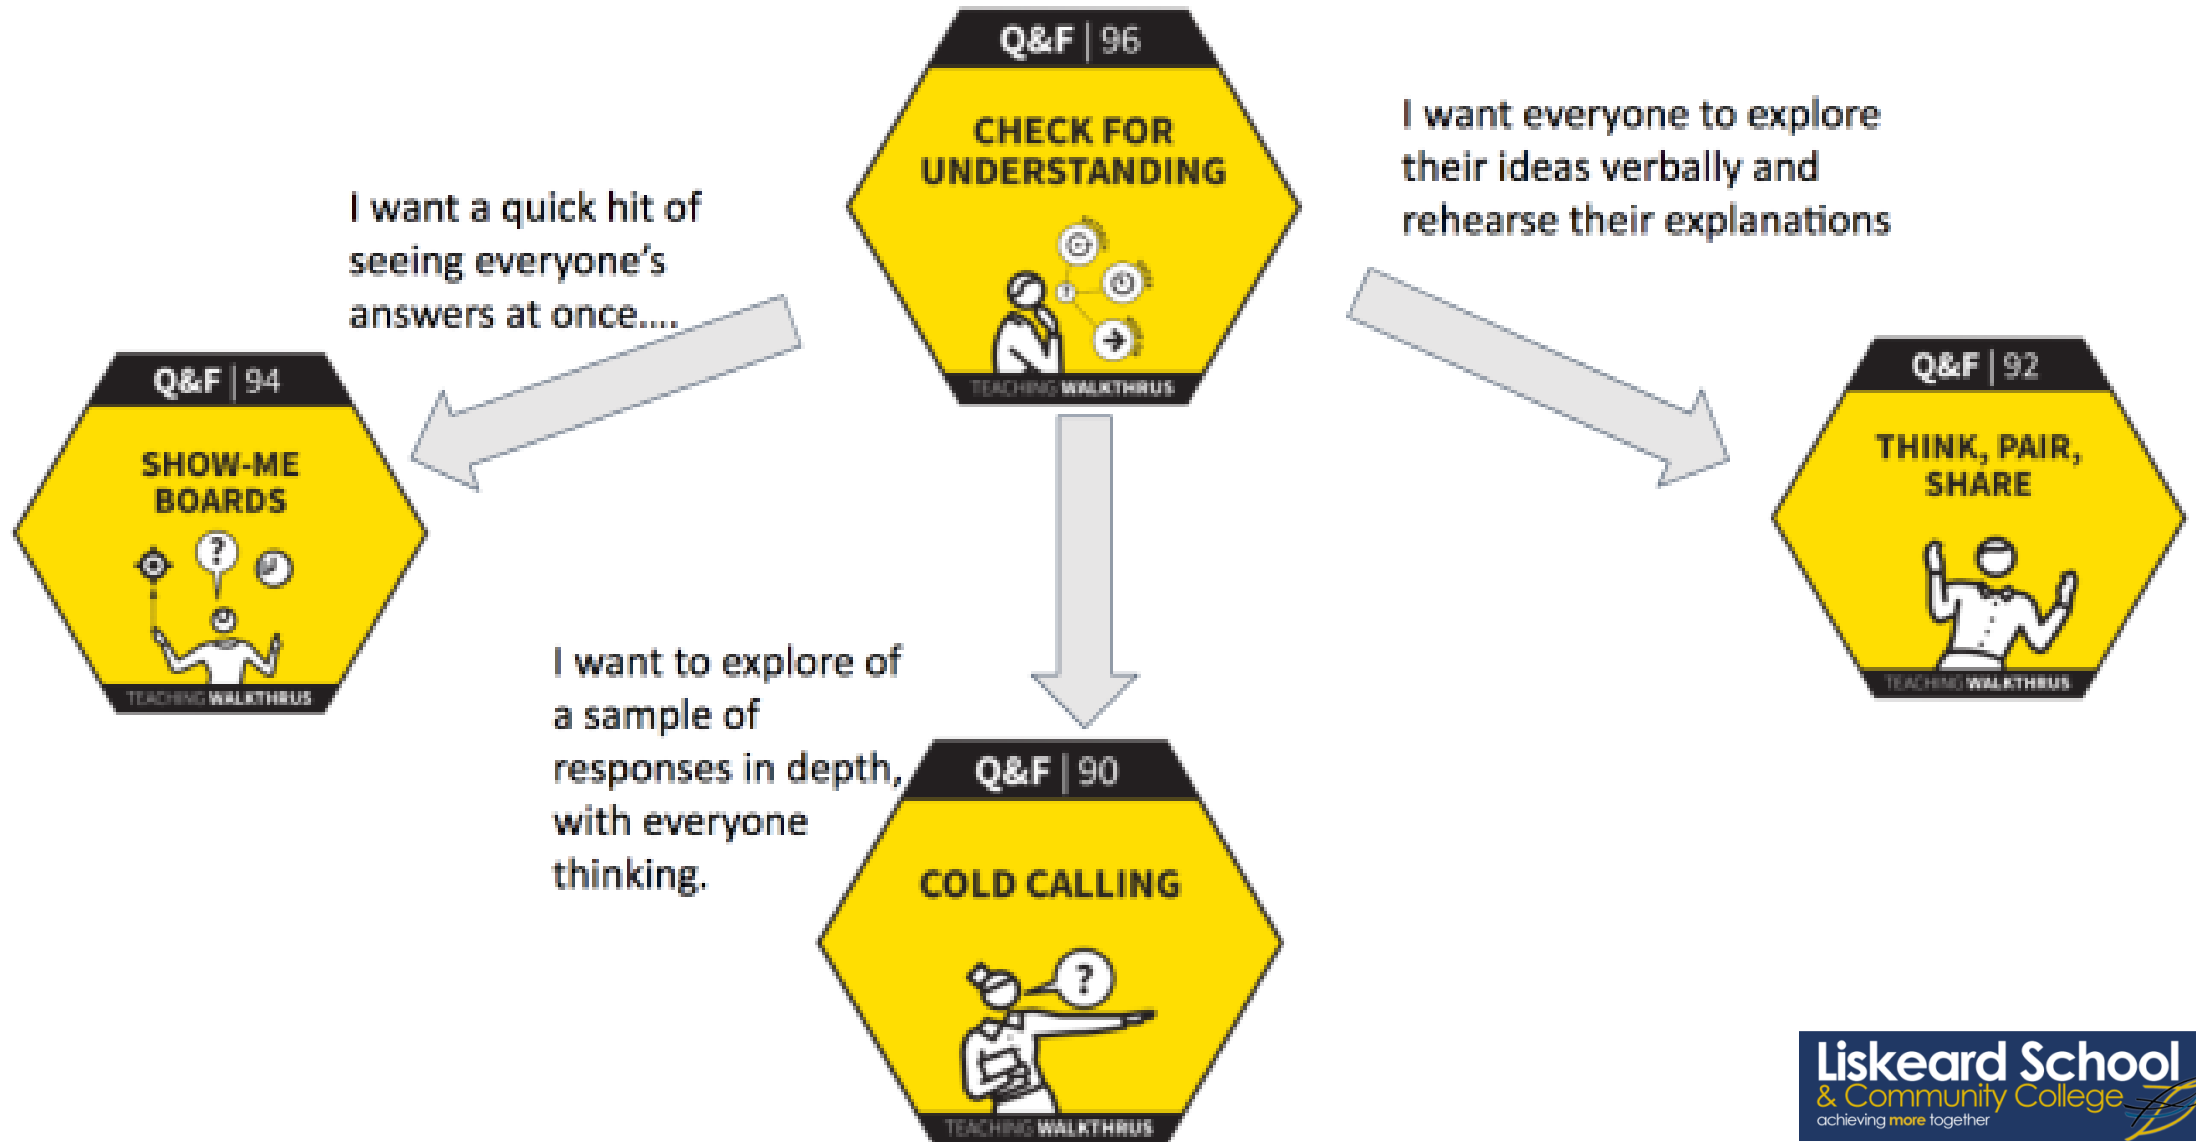 Q&F | 96
CHECK FOR
UNDERSTANDING
TEACHING WALKTHRUS
I want a quick hit of
seeing everyone's
answers at once....
I want everyone to explore
their ideas verbally and
rehearse their explanations
Q&F | 94
SHOW-ME
BOARDS
?
TEACHING WALKTHRUS
Q&F | 92
THINK, PAIR,
SHARE
TEACHING WALKTHRUS
I want to explore of
a sample of
responses in depth,
with everyone
thinking.
Q&F | 90
COLD CALLING
?
TEACHING WALKTHRUS
Liskeard School
& Community College
achieving more together